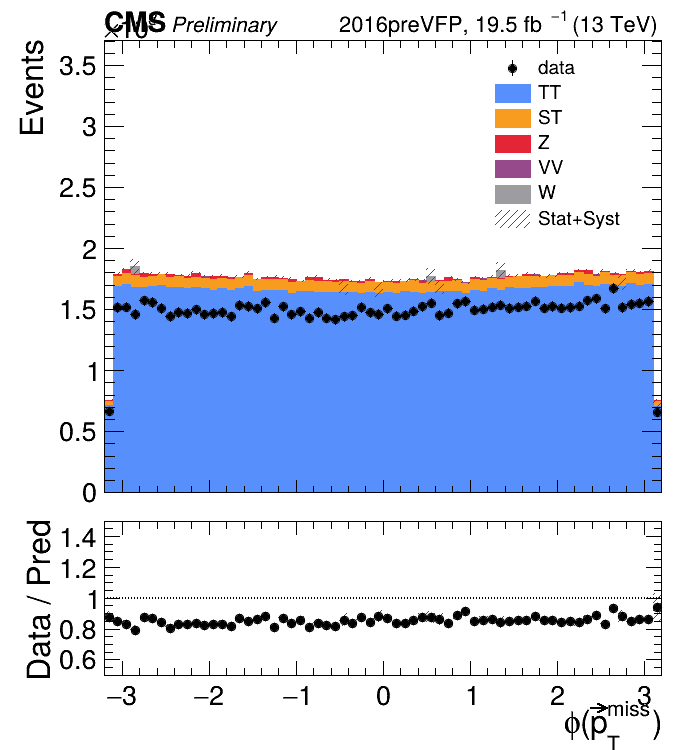 CMS Preliminary 2016preVFP, 19.5 fb⁻¹ (13 TeV)
Events
3.5
3
2.5
2
1.5
1
0.5
0
data
TT
ST
Z
VV
W
Stat+Syst
Data / Pred
1.4
1.2
1
0.8
0.6
−3 −2 −1 0 1 2 3
ϕ(p⃗_T^miss)